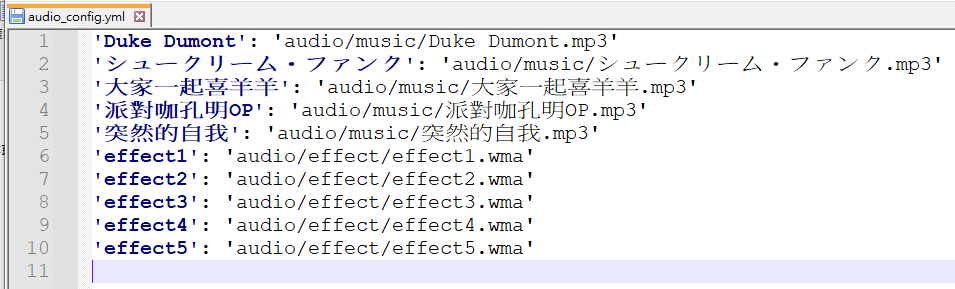 audio_config.yml
1 'Duke Dumont': 'audio/music/Duke Dumont.mp3'
2 'シュークリーム・ファンク': 'audio/music/シュークリーム・ファンク.mp3'
3 '大家一起喜羊羊': 'audio/music/大家一起喜羊羊.mp3'
4 '派對咖孔明OP': 'audio/music/派對咖孔明OP.mp3'
5 '突然的自我': 'audio/music/突然的自我.mp3'
6 'effect1': 'audio/effect/effect1.wma'
7 'effect2': 'audio/effect/effect2.wma'
8 'effect3': 'audio/effect/effect3.wma'
9 'effect4': 'audio/effect/effect4.wma'
10 'effect5': 'audio/effect/effect5.wma'
11